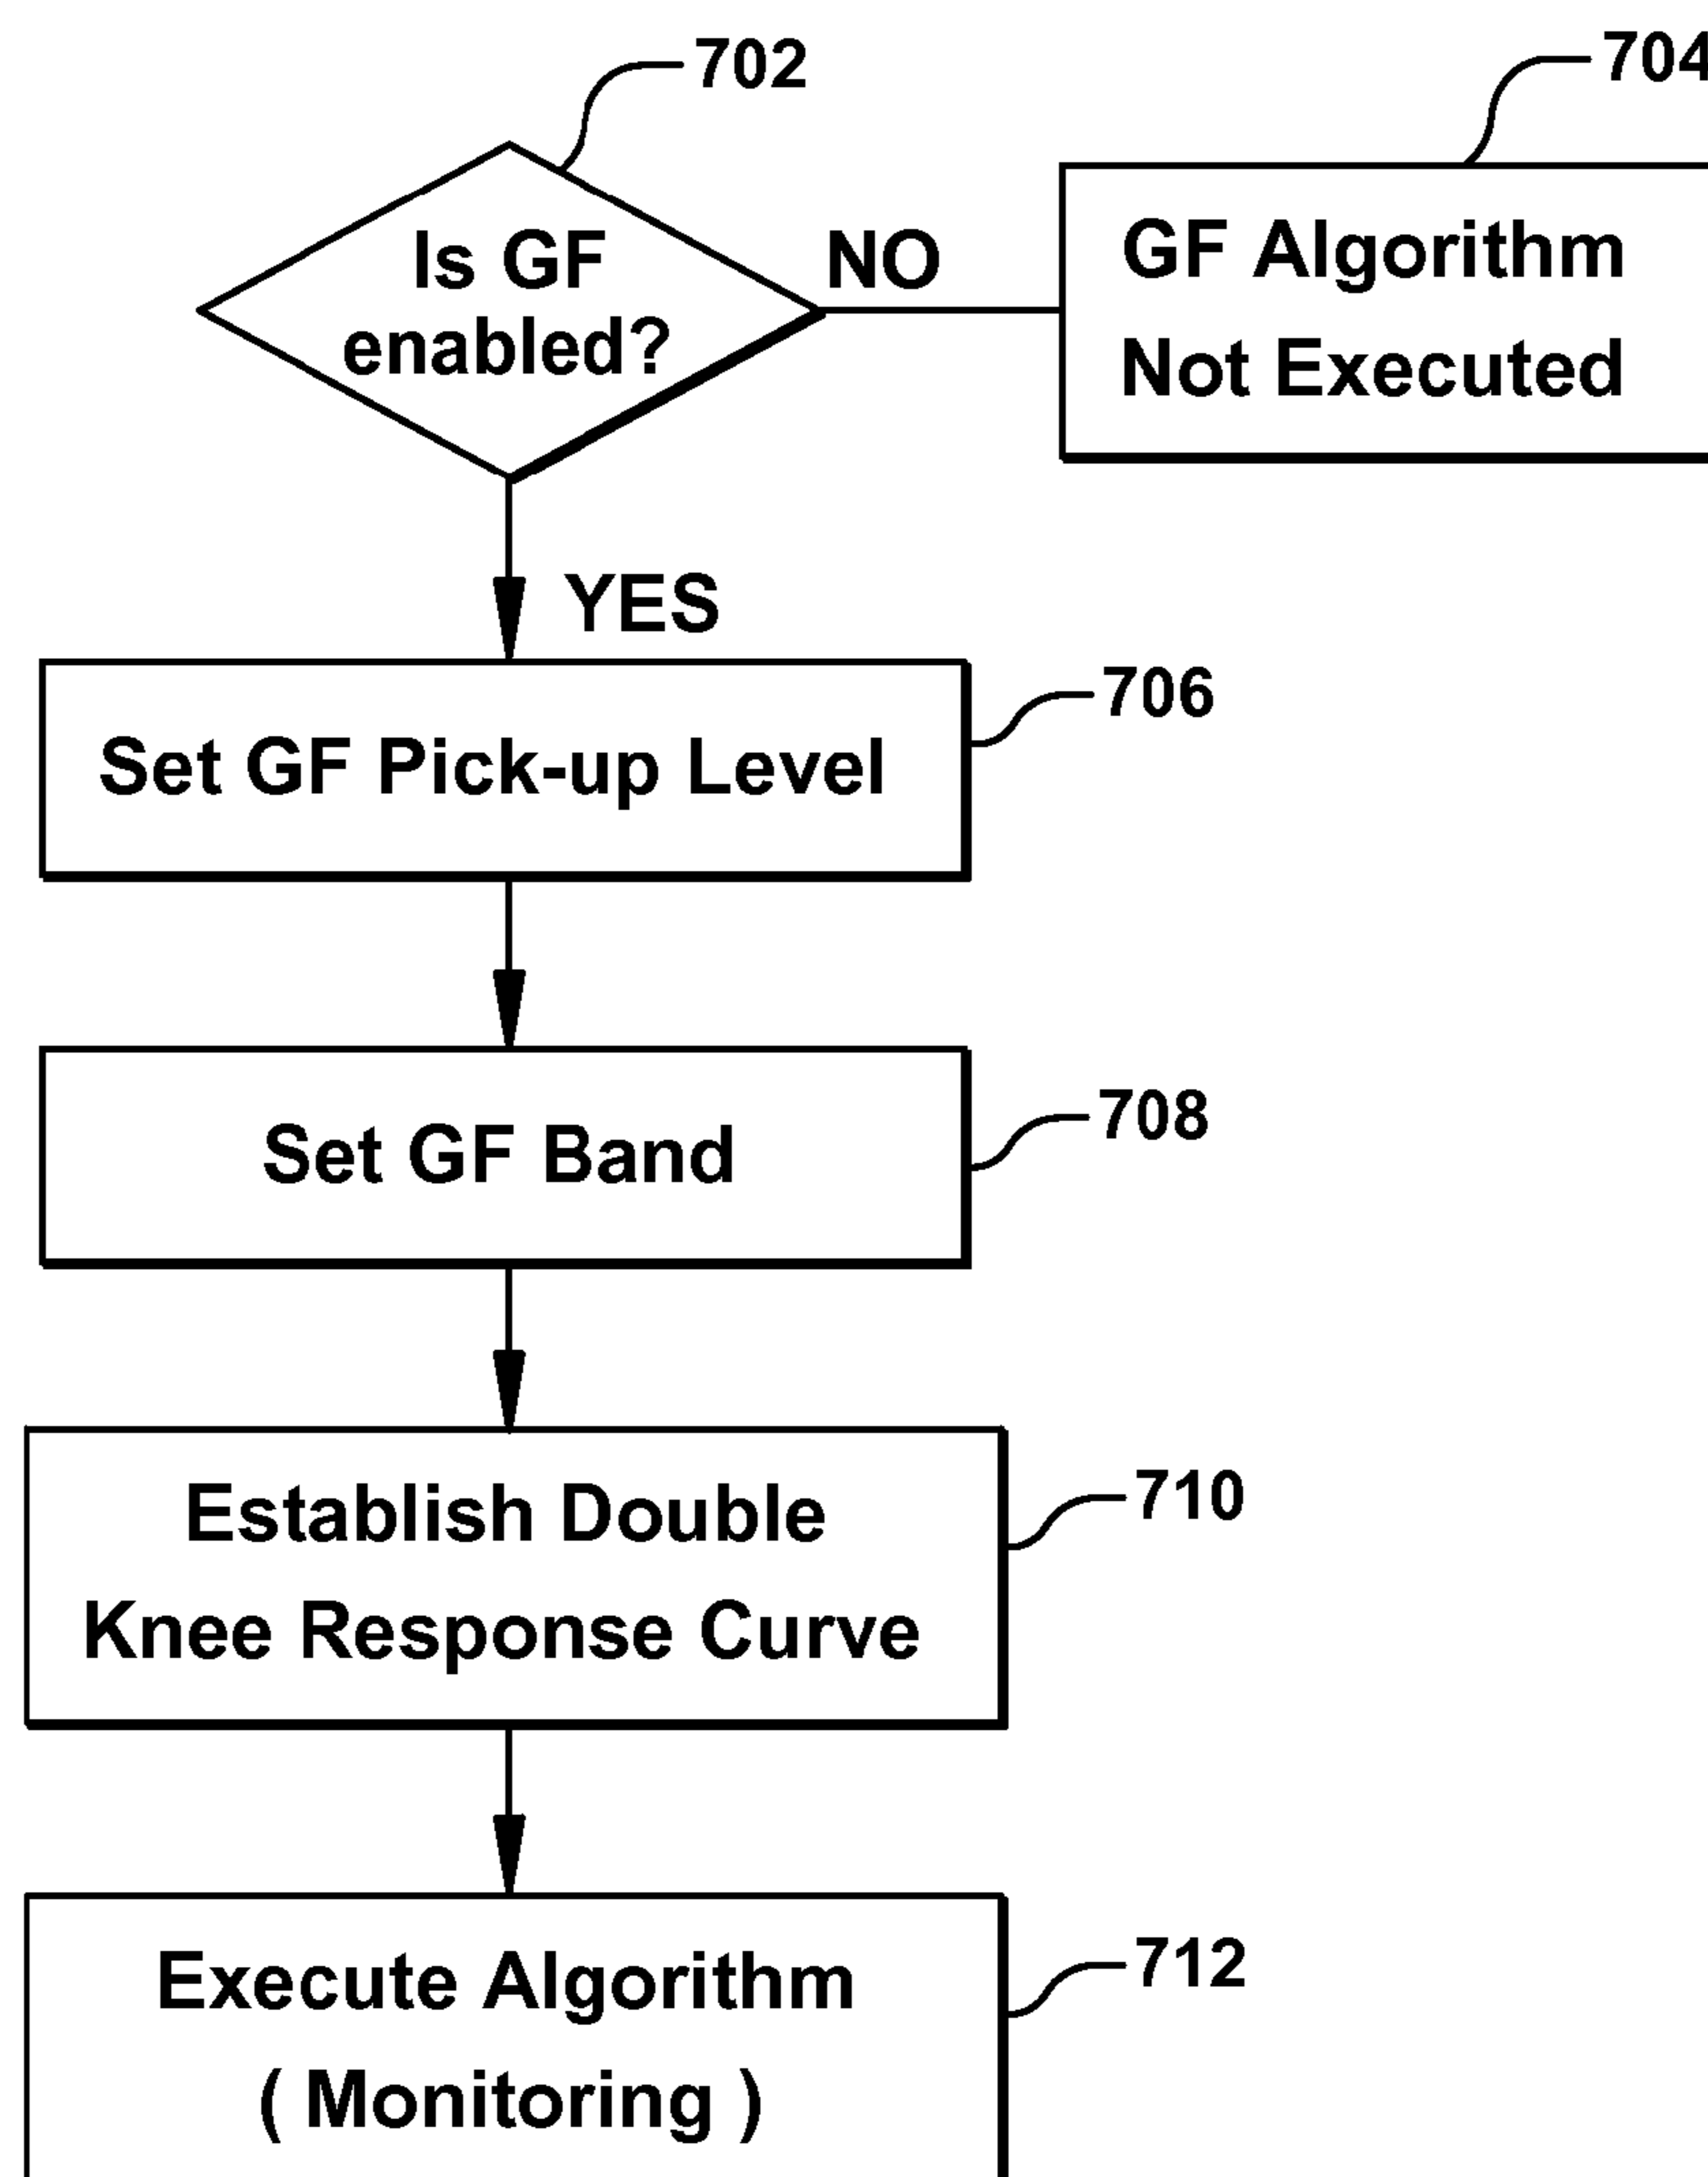 702
704
Is GF
enabled?
NO
GF Algorithm
Not Executed
YES
706
Set GF Pick-up Level
708
Set GF Band
710
Establish Double
Knee Response Curve
712
Execute Algorithm
( Monitoring )